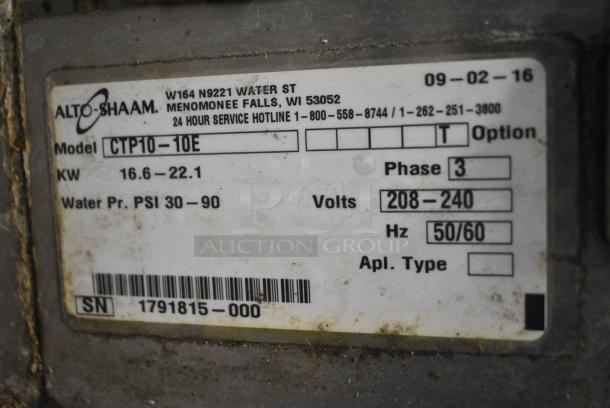 09-02-16
ALTO-SHAAM. W164 N9221 WATER ST
MENOMONEE FALLS, WI 53052
24 HOUR SERVICE HOTLINE 1-800-558-8744 / 1-262-251-3800
Model CTP10-10E T Option
KW 16.6-22.1 Phase 3
Water Pr. PSI 30-90 Volts 208-240
PCI
AUCTION GROUP
Hz 50/60
Apl. Type
SN 1791815-000